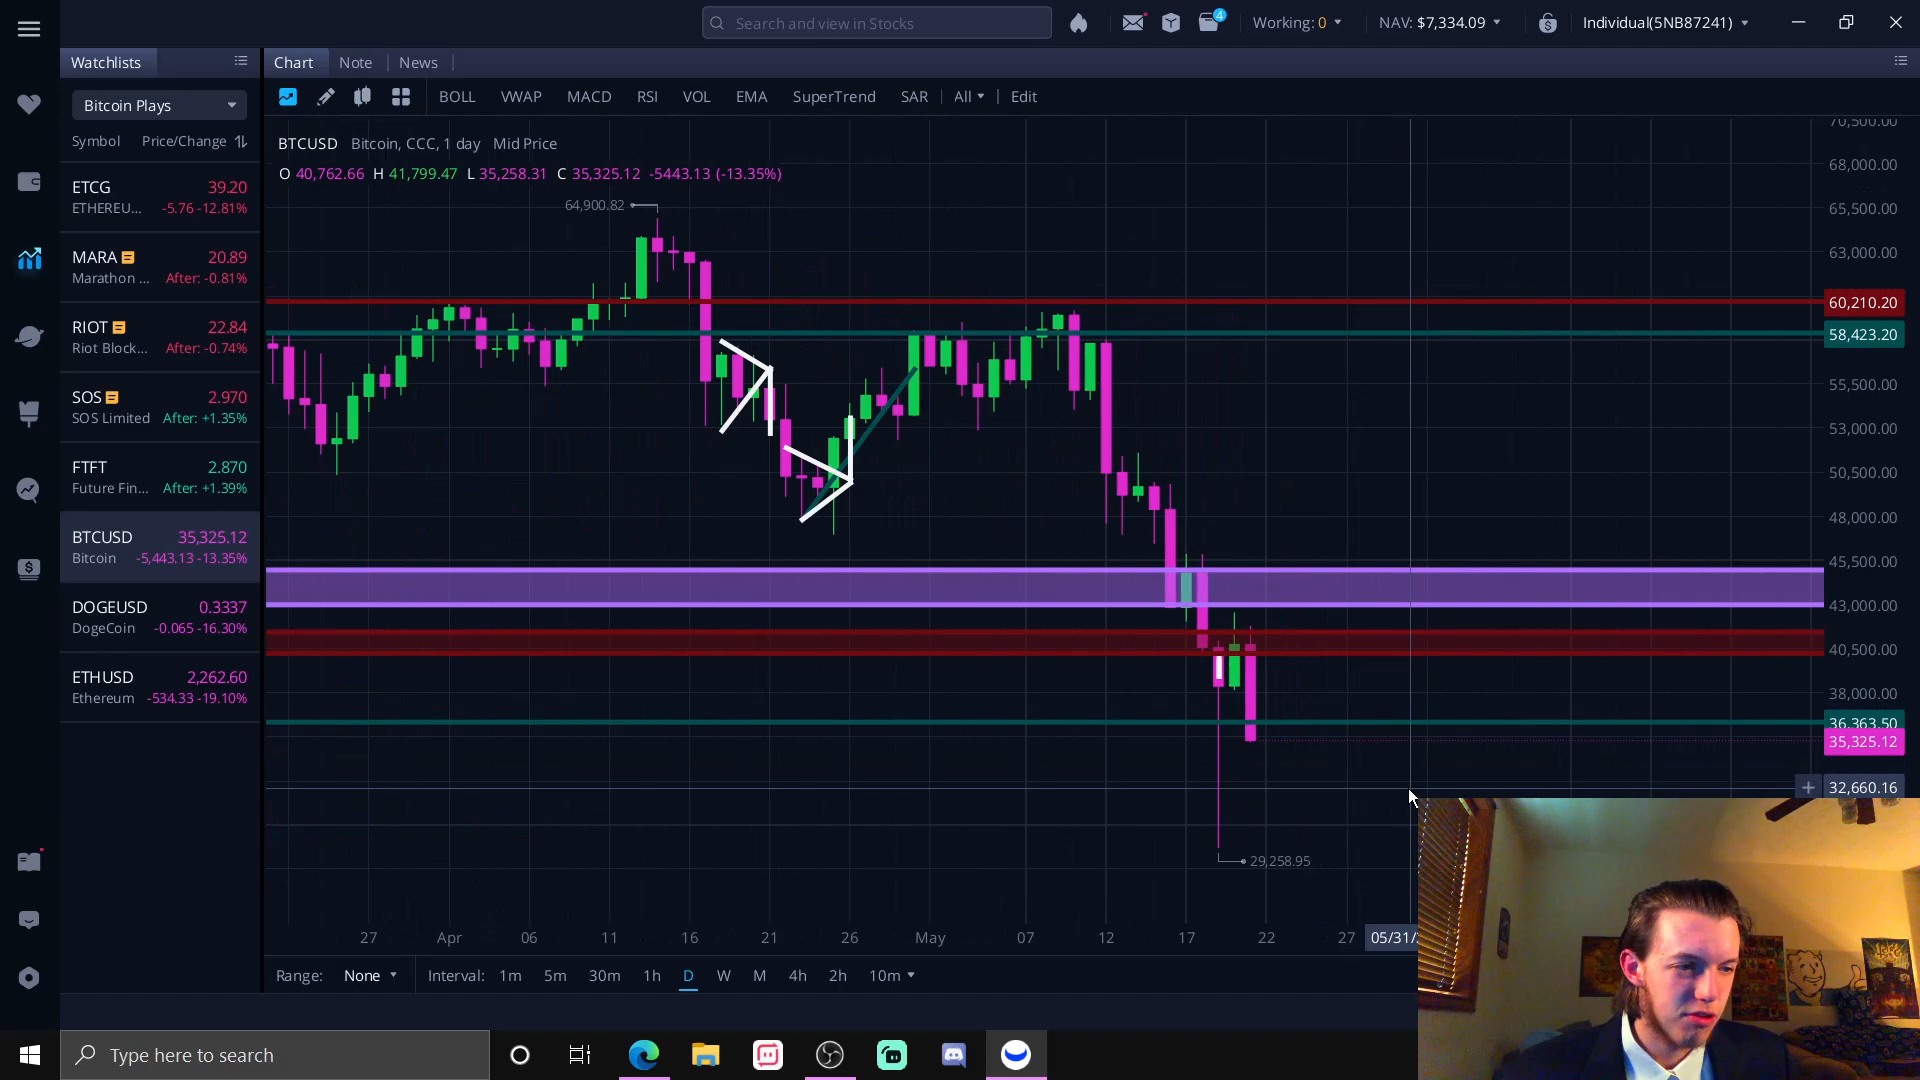 Search and view in Stocks
4
Working: 0
NAV: $7,334.09
Individual(5NB87241)
Watchlists
Chart
Note
News
Bitcoin Plays
BOLL
VWAP
MACD
RSI
VOL
EMA
SuperTrend
SAR
All
Edit
Symbol
Price/Change
BTCUSD Bitcoin, CCC, 1 day Mid Price
O 40,762.66 H 41,799.47 L 35,258.31 C 35,325.12 -5443.13 (-13.35%)
ETCG 39.20
ETHEREU... -5.76 -12.81%
MARA 20.89
Marathon ... After: -0.81%
RIOT 22.84
Riot Block... After: -0.74%
SOS 2.970
SOS Limited After: +1.35%
FTFT 2.870
Future Fin... After: +1.39%
BTCUSD 35,325.12
Bitcoin -5,443.13 -13.35%
DOGEUSD 0.3337
DogeCoin -0.065 -16.30%
ETHUSD 2,262.60
Ethereum -534.33 -19.10%
64,900.82
29,258.95
70,500.00
68,000.00
65,500.00
63,000.00
60,210.20
58,423.20
55,500.00
53,000.00
50,500.00
48,000.00
45,500.00
43,000.00
40,500.00
38,000.00
36,363.50
35,325.12
32,660.16
27 Apr 06 11 16 21 26 May 07 12 17 22 27 05/31/
Range: None Interval: 1m 5m 30m 1h D W M 4h 2h 10m
Type here to search